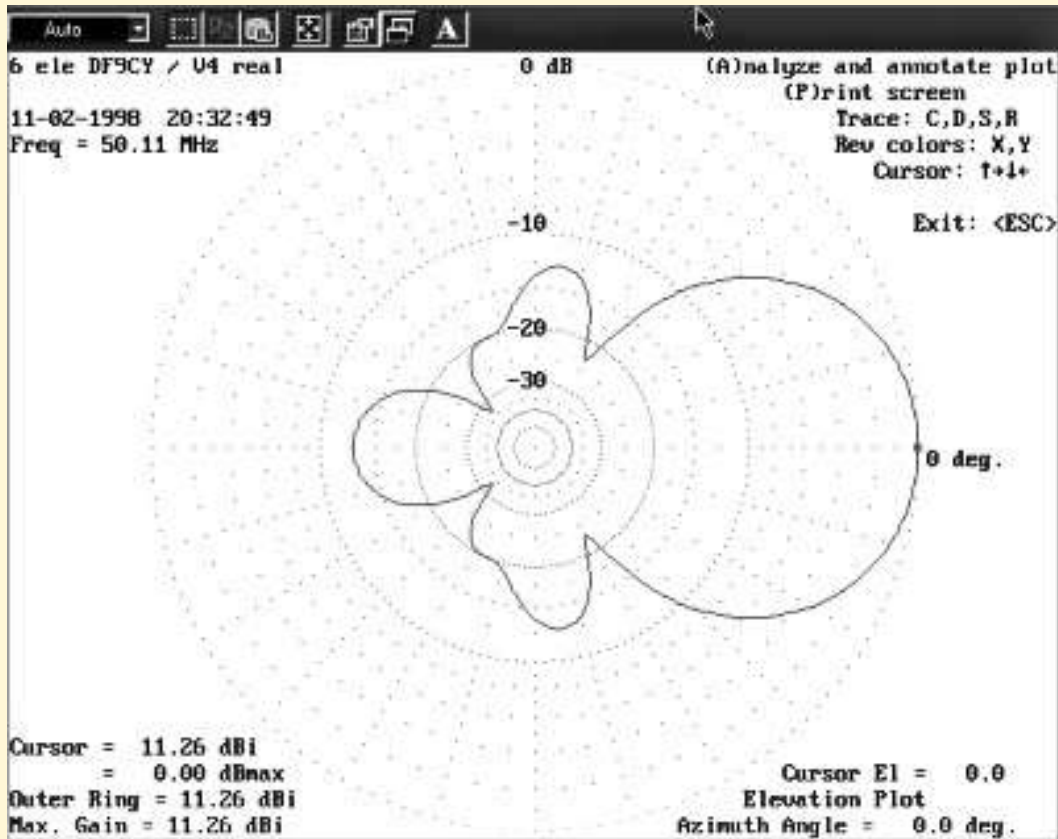 Auto
A
6 ele DF9CY / V4 real
0 dB
(A)nalyze and annotate plot
(P)rint screen
11-02-1998 20:32:49
Trace: C,D,S,R
Freq = 50.11 MHz
Rev colors: X,Y
Cursor: ↑→↓←
Exit: <ESC>
-10
-20
-30
0 deg.
Cursor = 11.26 dBi
= 0.00 dBmax
Cursor El = 0.0
Outer Ring = 11.26 dBi
Elevation Plot
Max. Gain = 11.26 dBi
Azimuth Angle = 0.0 deg.